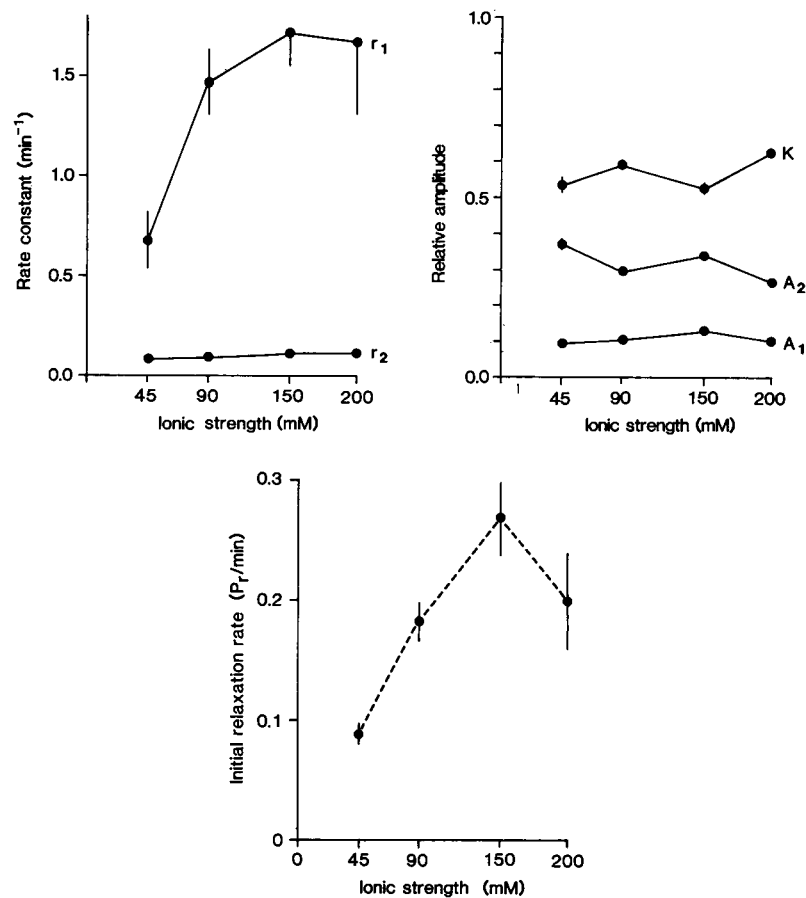 Rate constant (min⁻¹)
1.5
1.0
0.5
0.0
r₁
r₂
45 90 150 200
Ionic strength (mM)
Relative amplitude
1.0
0.5
0.0
K
A₂
A₁
45 90 150 200
Ionic strength (mM)
Initial relaxation rate (Pᵣ/min)
0.3
0.2
0.1
0
0 45 90 150 200
Ionic strength (mM)